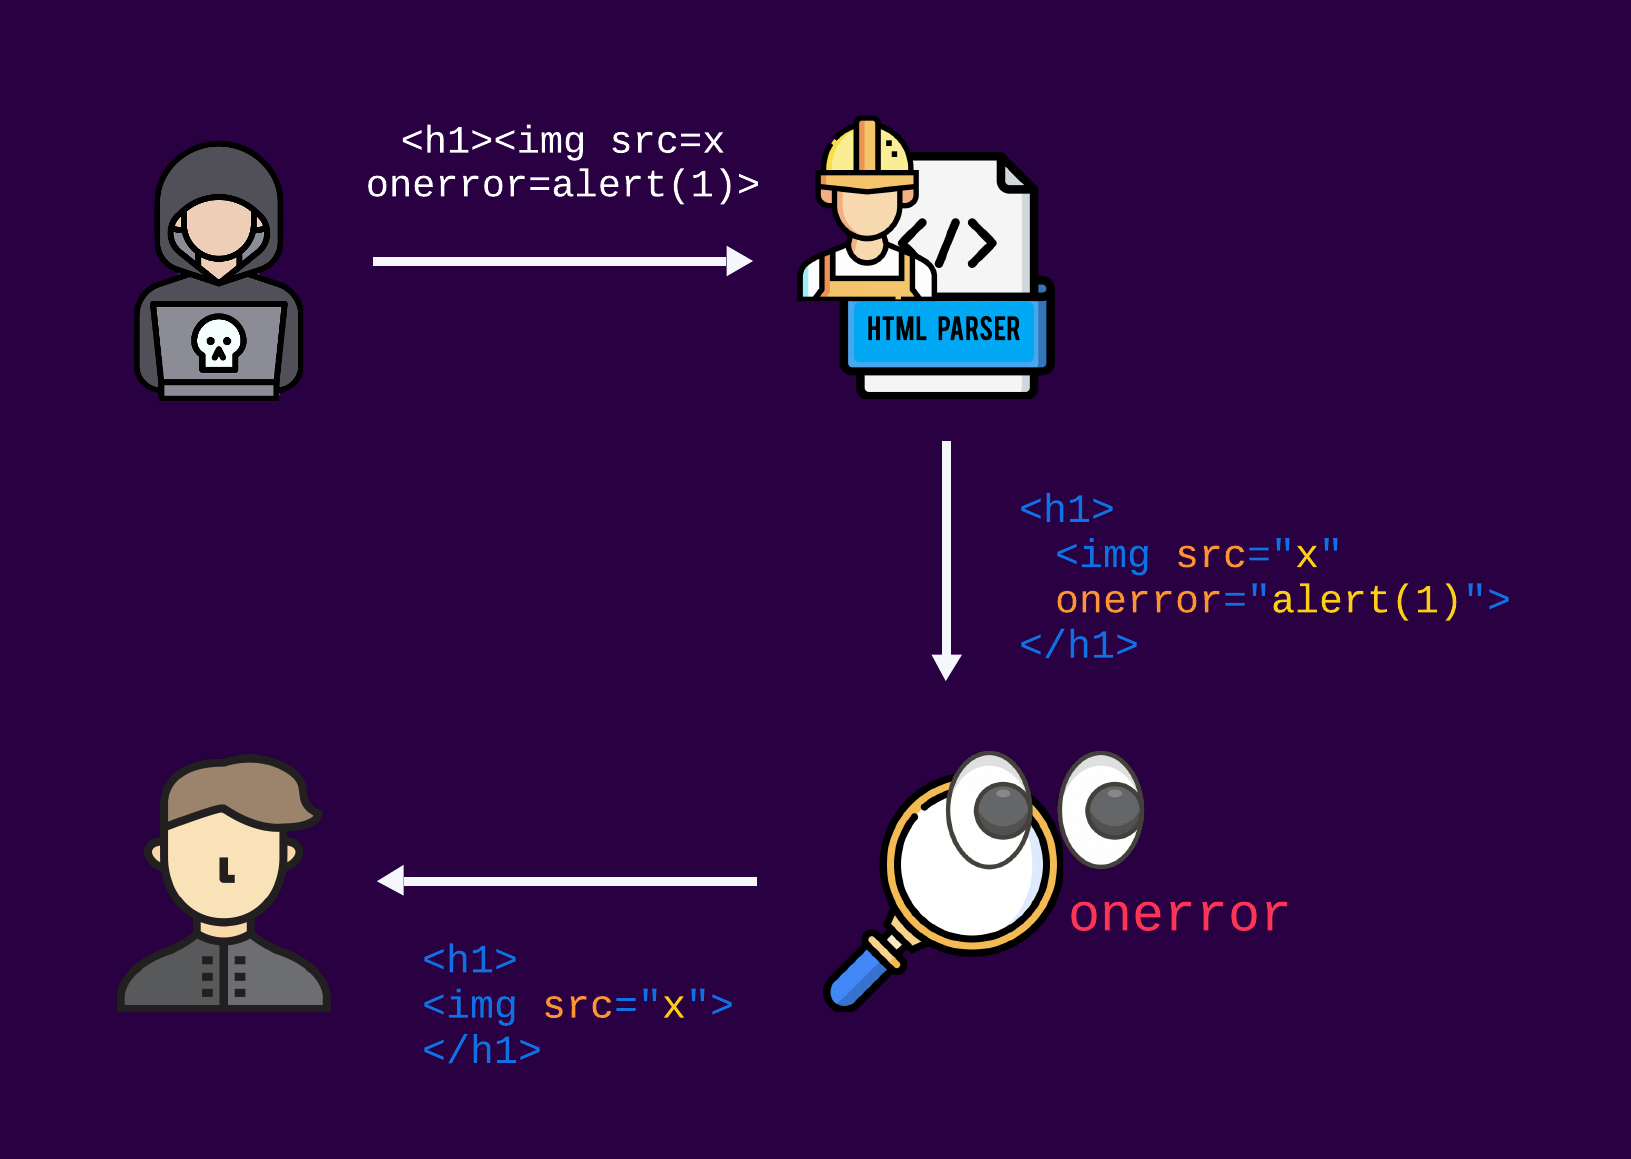 <h1><img src=x
onerror=alert(1)>
</>
HTML PARSER
<h1>
<img src="x"
onerror="alert(1)">
</h1>
onerror
<h1>
<img src="x">
</h1>